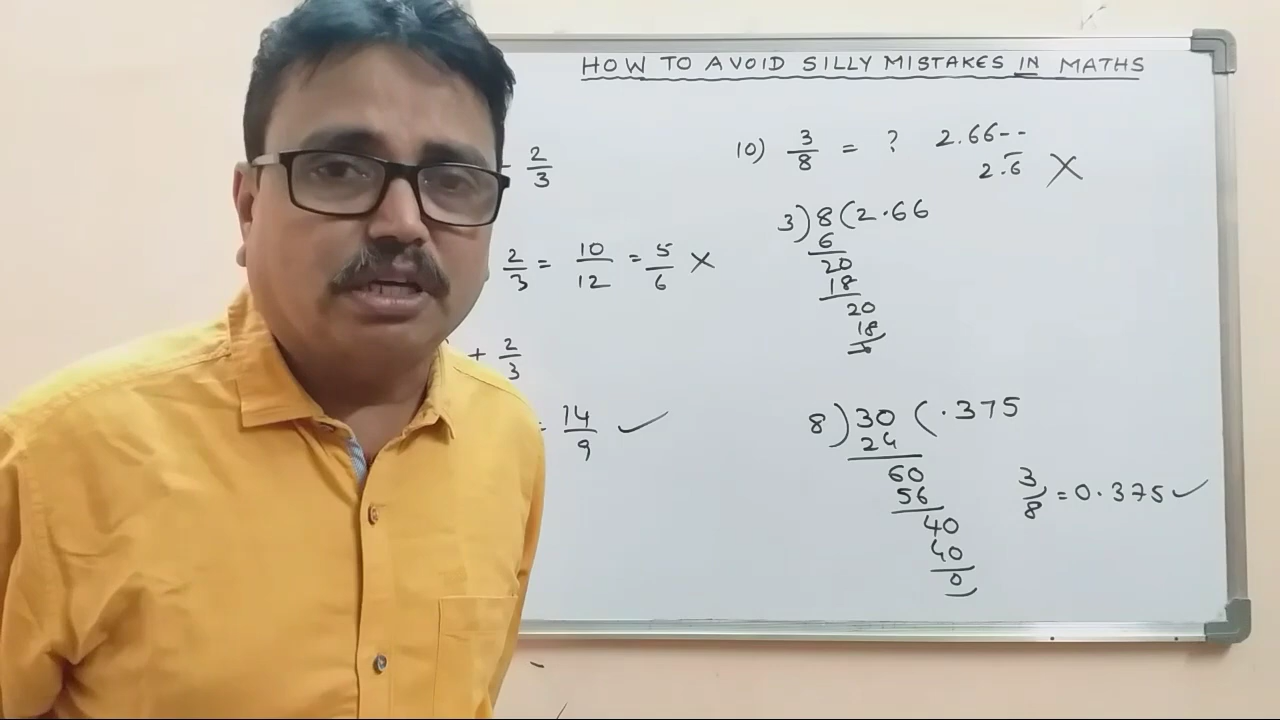 HOW TO AVOID SILLY MISTAKES IN MATHS
- 2/3
2/3 = 10/12 = 5/6 X
+ 2/3
= 14/9 ✓
10) 3/8 = ? 2.66--
2.6̅ X
3)8(2.66
6
20
18
20
18
8)30(.375
24
60
56
40
40
0
3/8 = 0.375 ✓